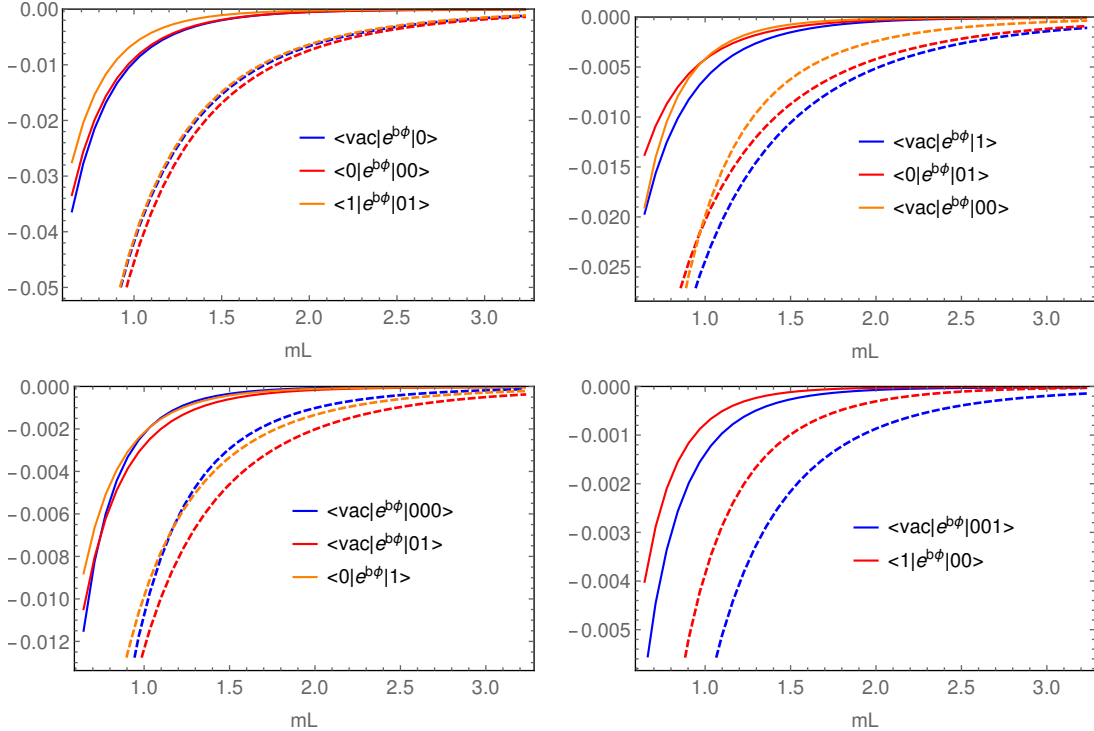 0.00
−0.01
−0.02
−0.03
−0.04
−0.05
1.0 1.5 2.0 2.5 3.0
mL
<vac|e^{bϕ}|0>
<0|e^{bϕ}|00>
<1|e^{bϕ}|01>
0.000
−0.005
−0.010
−0.015
−0.020
−0.025
1.0 1.5 2.0 2.5 3.0
mL
<vac|e^{bϕ}|1>
<0|e^{bϕ}|01>
<vac|e^{bϕ}|00>
0.000
−0.002
−0.004
−0.006
−0.008
−0.010
−0.012
1.0 1.5 2.0 2.5 3.0
mL
<vac|e^{bϕ}|000>
<vac|e^{bϕ}|01>
<0|e^{bϕ}|1>
0.000
−0.001
−0.002
−0.003
−0.004
−0.005
1.0 1.5 2.0 2.5 3.0
mL
<vac|e^{bϕ}|001>
<1|e^{bϕ}|00>